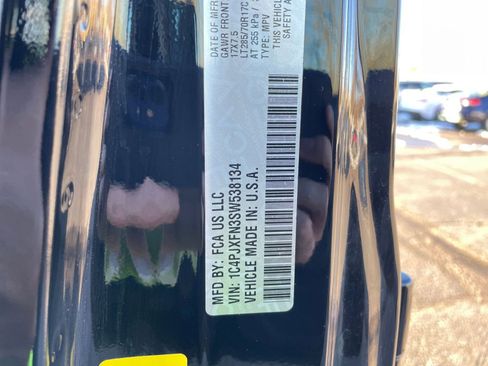 DATE OF MFR
GAWR FRONT
17X7.5
LT285/70R17C
AT 255 kPa /
TYPE: MPV
THIS VEHICLE
SAFETY A
MFD BY: FCA US LLC
VIN: 1C4PJXFN3SW538134
VEHICLE MADE IN: U.S.A.